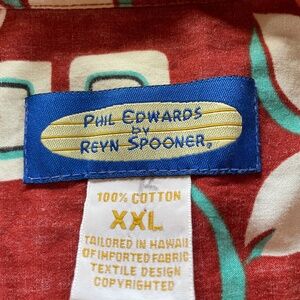 PHIL EDWARDS
BY
REYN SPOONER®
100% COTTON
XXL
TAILORED IN HAWAII
OF IMPORTED FABRIC
TEXTILE DESIGN
COPYRIGHTED